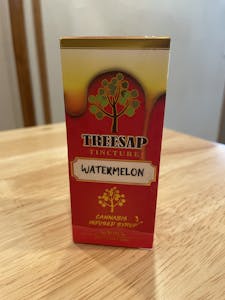 TREESAP
TINCTURE
WATERMELON
CANNABIS
INFUSED SYRUP